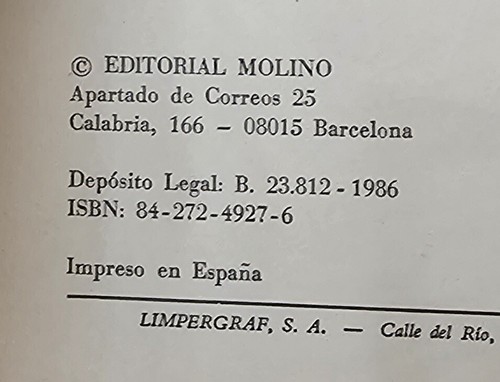 © EDITORIAL MOLINO
Apartado de Correos 25
Calabria, 166 – 08015 Barcelona
Depósito Legal: B. 23.812 - 1986
ISBN: 84-272-4927-6
Impreso en España
LIMPERGRAF, S. A. — Calle del Río,